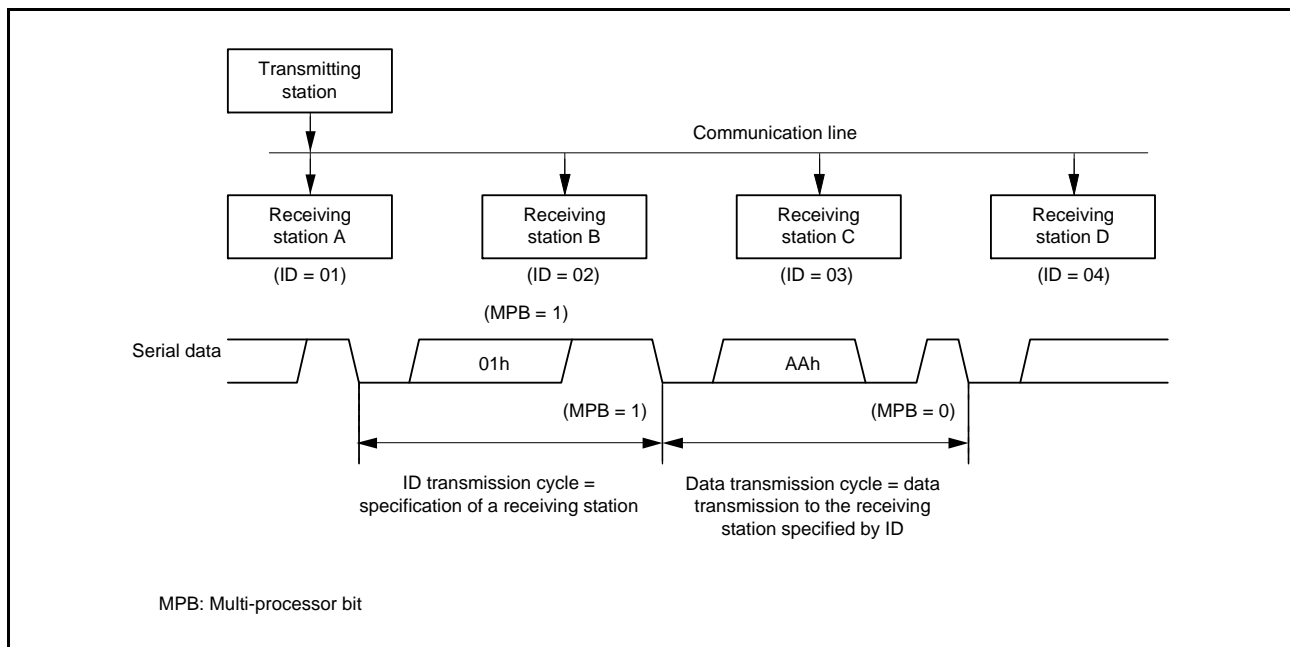 Transmitting
station
Communication line
Receiving
station A
Receiving
station B
Receiving
station C
Receiving
station D
(ID = 01)
(ID = 02)
(ID = 03)
(ID = 04)
(MPB = 1)
Serial data
01h
AAh
(MPB = 1)
(MPB = 0)
ID transmission cycle =
specification of a receiving station
Data transmission cycle = data
transmission to the receiving
station specified by ID
MPB: Multi-processor bit